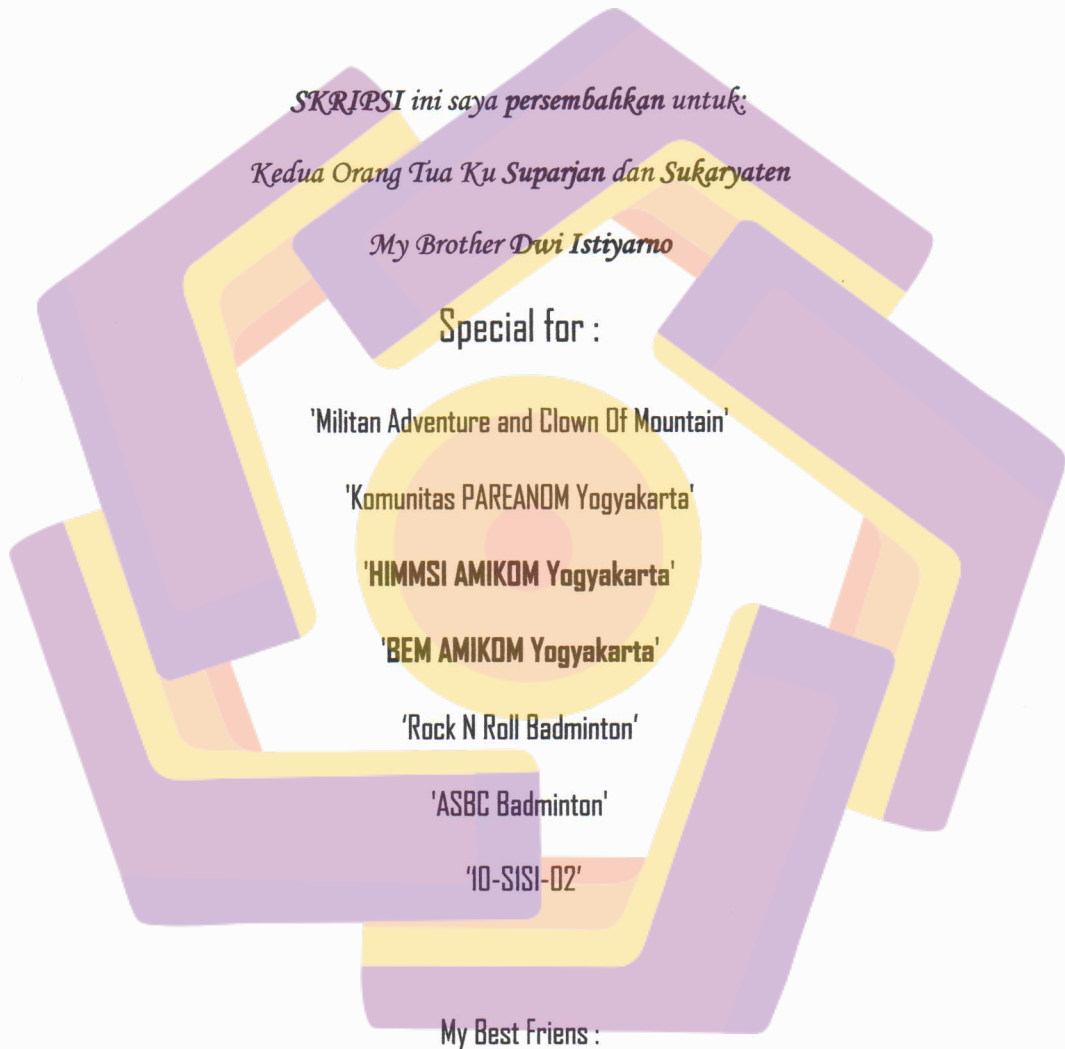 SKRIPSI ini saya persembahkan untuk:
Kedua Orang Tua Ku Suparjan dan Sukaryaten
My Brother Dwi Istiyarno
Special for :
'Militan Adventure and Clown Of Mountain'
'Komunitas PAREANOM Yogyakarta'
'HIMMSI AMIKOM Yogyakarta'
'BEM AMIKOM Yogyakarta'
'Rock N Roll Badminton'
'ASBC Badminton'
'10-S1SI-02'
My Best Friens :